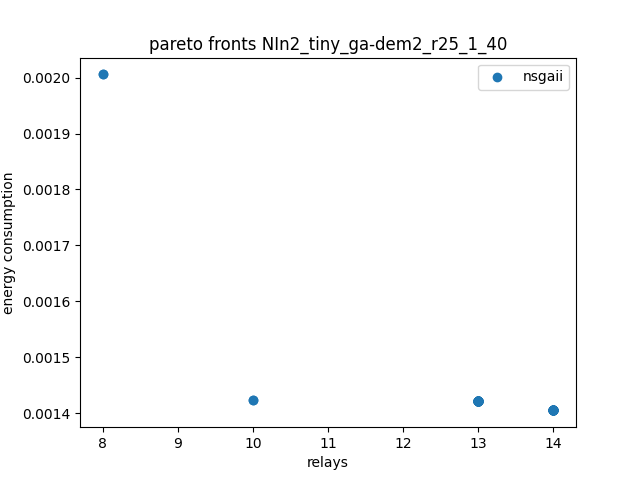 pareto fronts NIn2_tiny_ga-dem2_r25_1_40
nsgaii
energy consumption
0.0020
0.0019
0.0018
0.0017
0.0016
0.0015
0.0014
8 9 10 11 12 13 14
relays